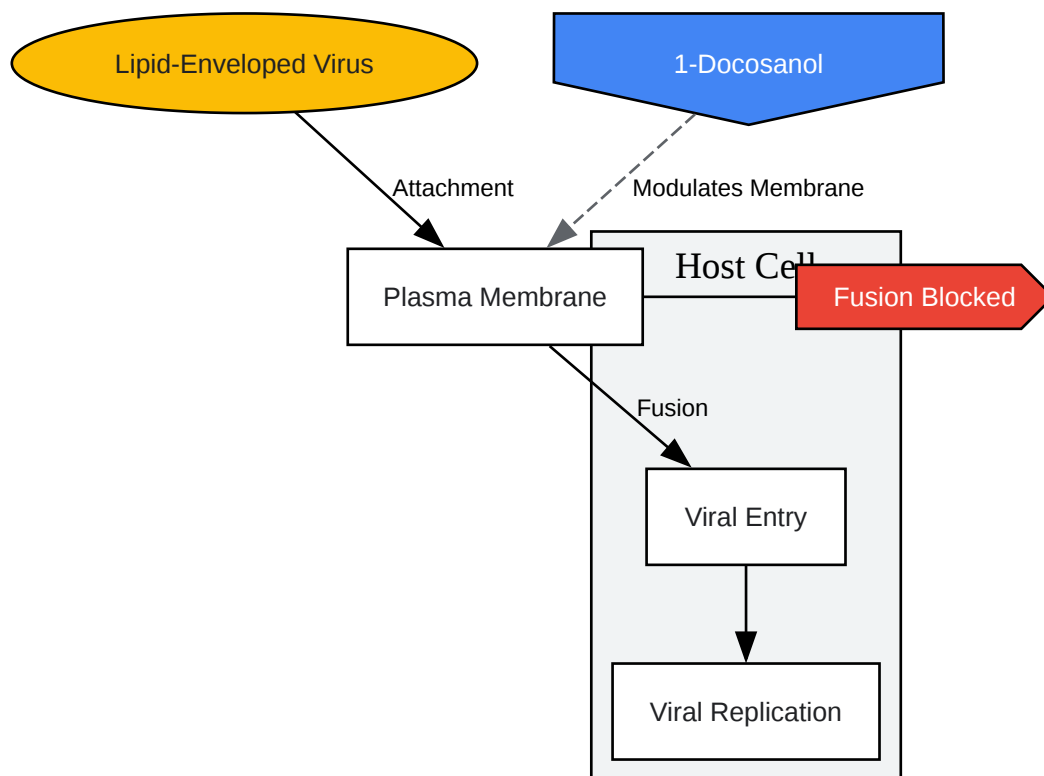 Lipid-Enveloped Virus
1-Docosanol
Attachment
Modulates Membrane
Host Cell
Plasma Membrane
Fusion Blocked
Fusion
Viral Entry
Viral Replication